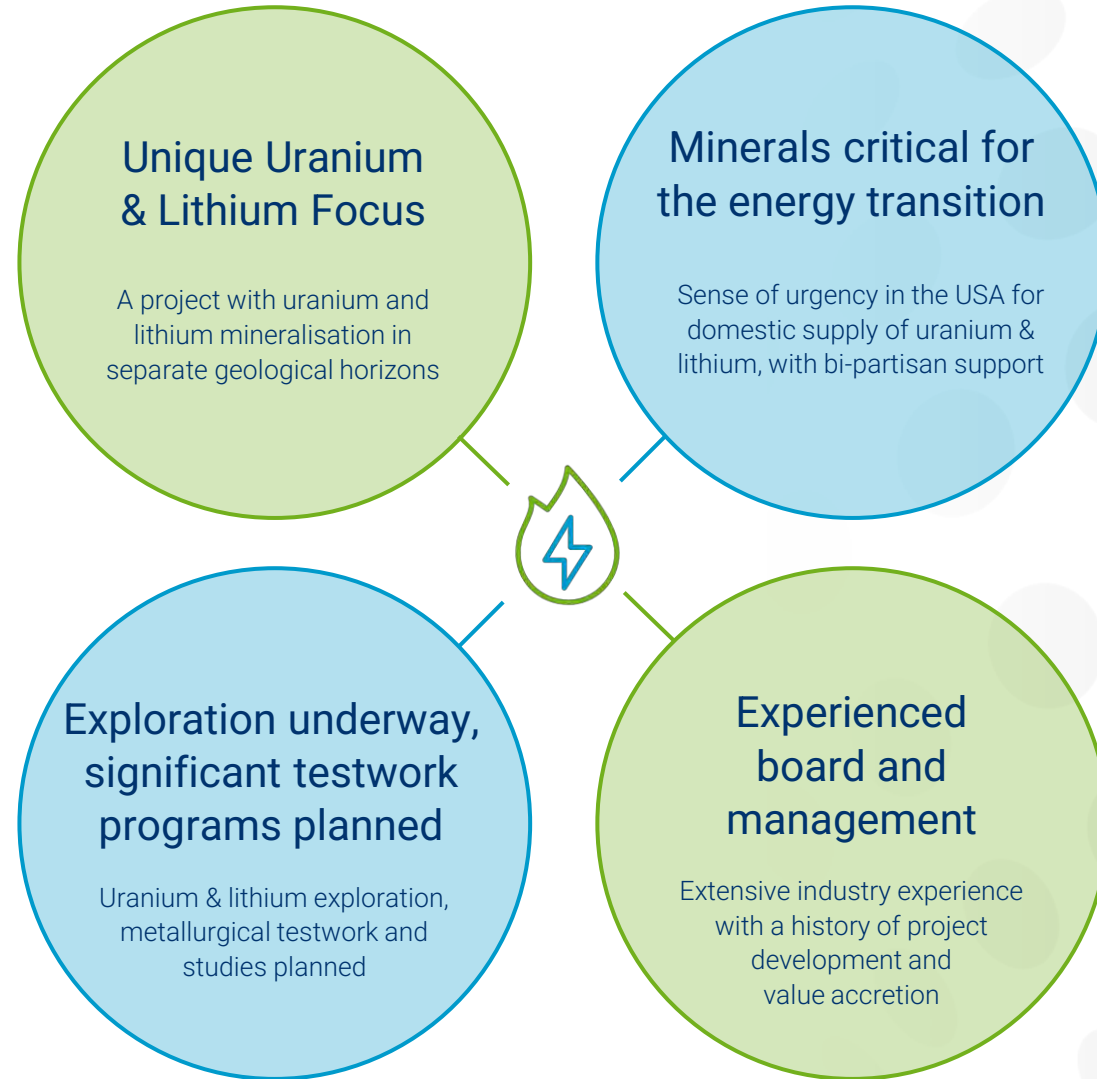 Unique Uranium
& Lithium Focus
A project with uranium and
lithium mineralisation in
separate geological horizons
Minerals critical for
the energy transition
Sense of urgency in the USA for
domestic supply of uranium &
lithium, with bi-partisan support
Exploration underway,
significant testwork
programs planned
Uranium & lithium exploration,
metallurgical testwork and
studies planned
Experienced
board and
management
Extensive industry experience
with a history of project
development and
value accretion